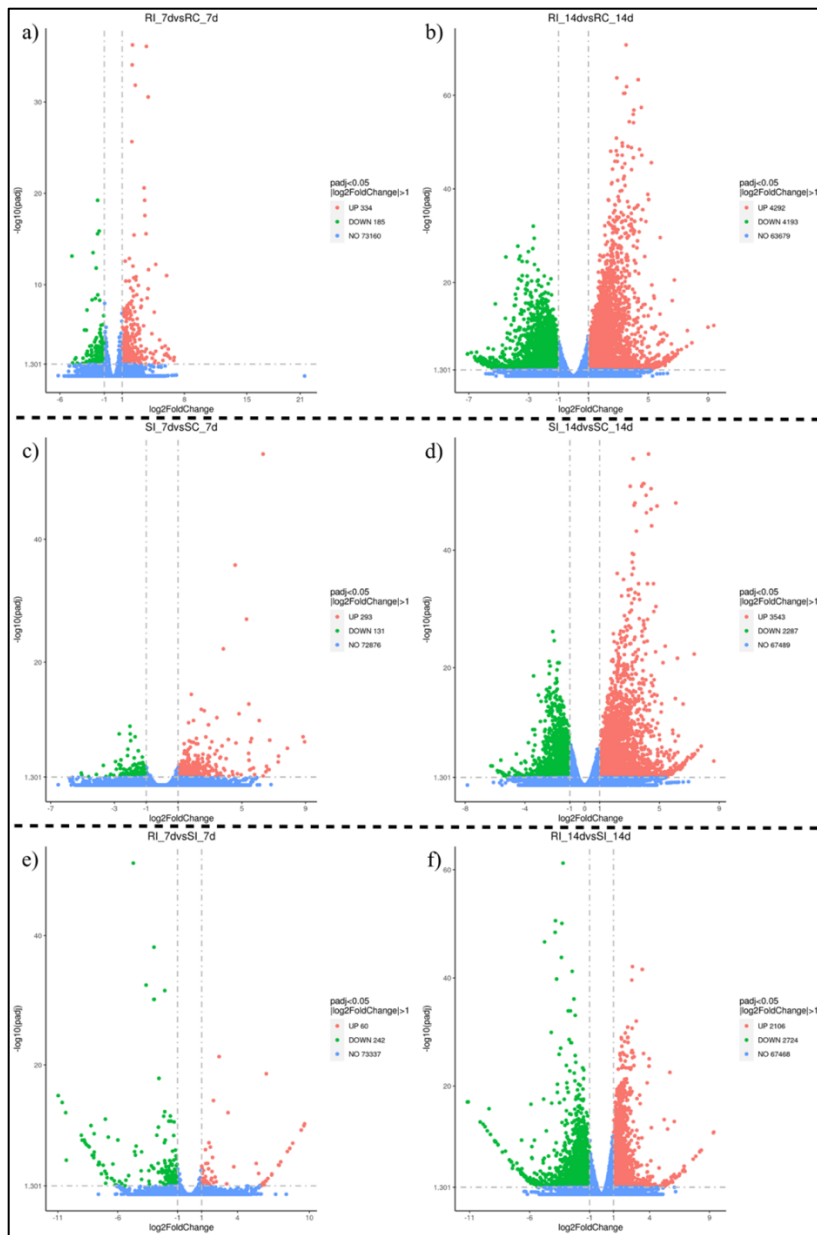 a)
RI_7dvsRC_7d
-log10(padj)
30
20
10
1.301
-6
-1
1
11
21
log2FoldChange
padj<0.05
|log2FoldChange|>1
UP 334
DOWN 185
NO 73160
b)
RI_14dvsRC_14d
-log10(padj)
60
40
20
1.301
-7
-5
-3
-1
1
5
9
log2FoldChange
padj<0.05
|log2FoldChange|>1
UP 4292
DOWN 4193
NO 63679
c)
SI_7dvsSC_7d
-log10(padj)
40
20
1.301
-7
-3
-1
1
5
9
log2FoldChange
padj<0.05
|log2FoldChange|>1
UP 293
DOWN 131
NO 72876
d)
SI_14dvsSC_14d
-log10(padj)
40
20
1.301
-8
-4
-1
0
1
4
8
log2FoldChange
padj<0.05
|log2FoldChange|>1
UP 3543
DOWN 2287
NO 67489
e)
RI_7dvsSI_7d
-log10(padj)
40
20
1.301
-11
-6
-1
1
4
10
log2FoldChange
padj<0.05
|log2FoldChange|>1
UP 60
DOWN 242
NO 73337
f)
RI_14dvsSI_14d
-log10(padj)
60
40
20
1.301
-11
-6
-1
1
4
9
log2FoldChange
padj<0.05
|log2FoldChange|>1
UP 2106
DOWN 2724
NO 67468